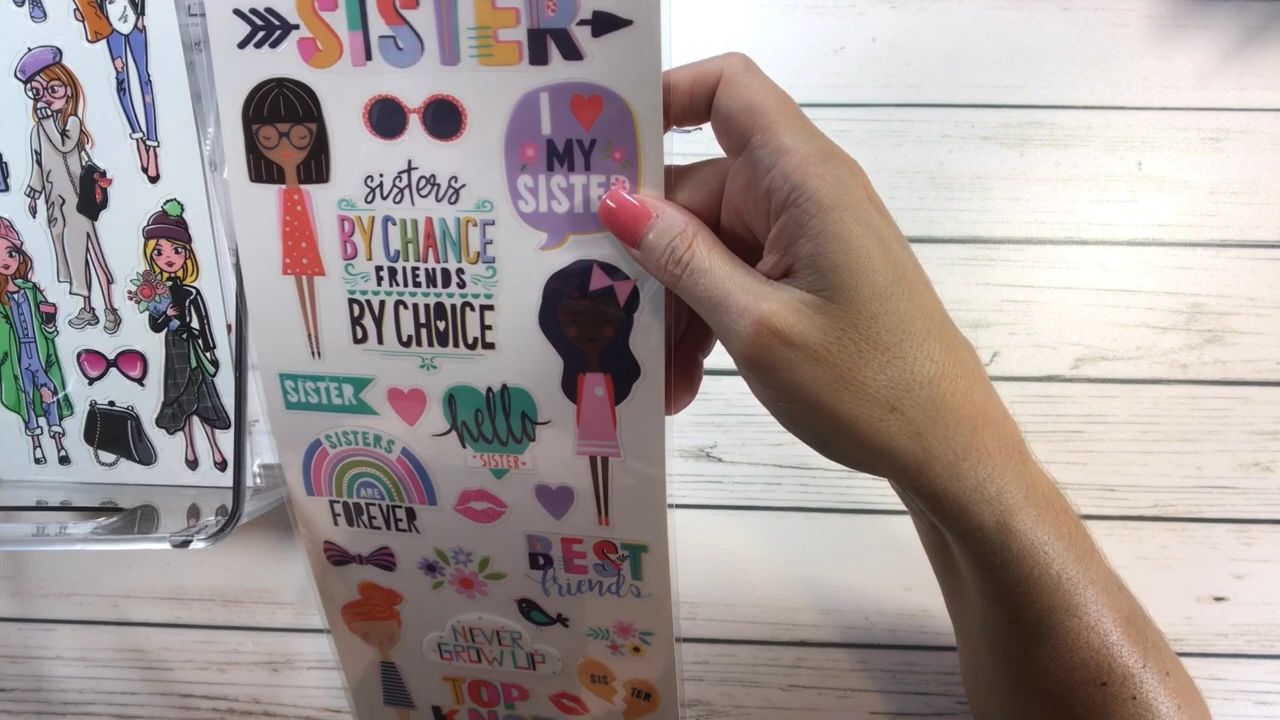 SISTER
I
MY
SISTER
sisters
BY CHANCE
FRIENDS
BY CHOICE
SISTER
hello
SISTER
SISTERS
ARE
FOREVER
BEST
friends
NEVER
GROW UP
SIS
TER
TOP